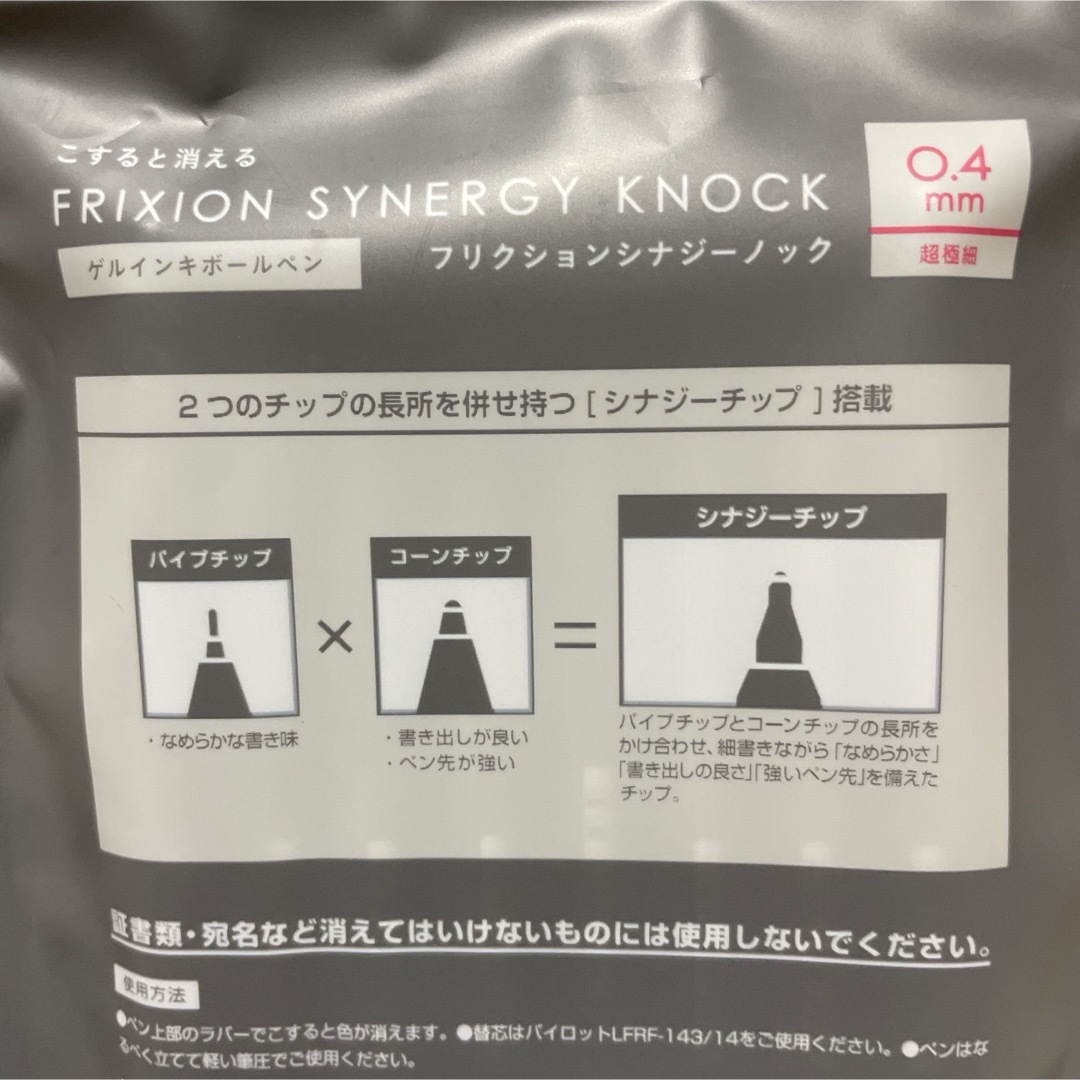 こすると消える
FRIXION SYNERGY KNOCK
ゲルインキボールペン
フリクションシナジーノック
0.4
mm
超極細
2つのチップの長所を併せ持つ[シナジーチップ]搭載
パイプチップ
・なめらかな書き味
×
コーンチップ
・書き出しが良い
・ペン先が強い
=
シナジーチップ
パイプチップとコーンチップの長所を
かけ合わせ、細書きながら「なめらかさ」
「書き出しの良さ」「強いペン先」を備えた
チップ。
証書類・宛名など消えてはいけないものには使用しないでください。
使用方法
●ペン上部のラバーでこすると色が消えます。●替芯はパイロットLFRF-143/14をご使用ください。●ペンはな
るべく立てて軽い筆圧でご使用ください。